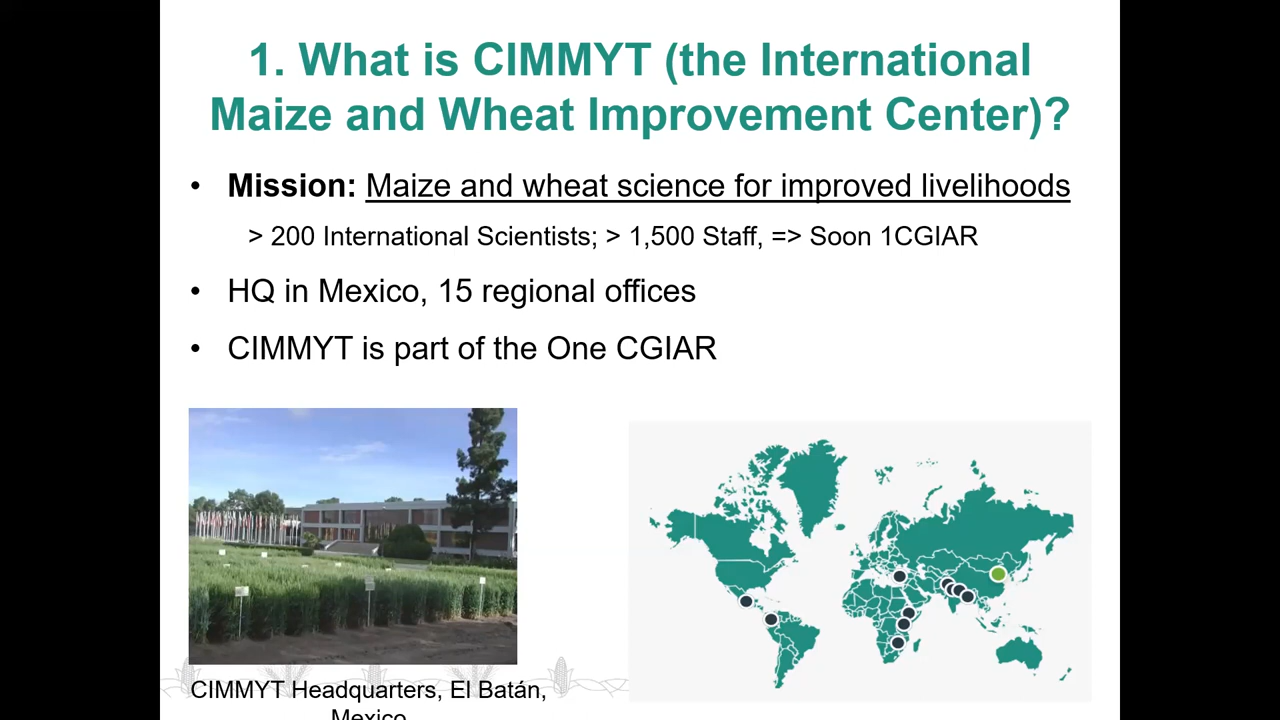 1. What is CIMMYT (the International
Maize and Wheat Improvement Center)?
• Mission: Maize and wheat science for improved livelihoods
> 200 International Scientists; > 1,500 Staff, => Soon 1CGIAR
• HQ in Mexico, 15 regional offices
• CIMMYT is part of the One CGIAR
CIMMYT Headquarters, El Batán,
Mexico